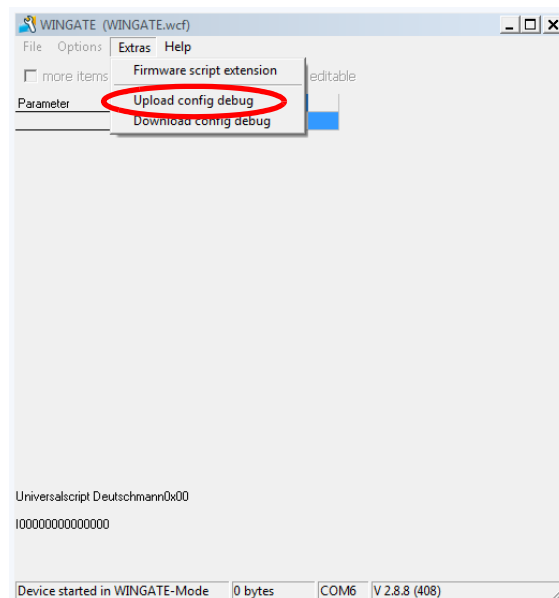 WINGATE (WINGATE.wcf)
File Options Extras Help
more items editable
Firmware script extension
Parameter
Upload config debug
Download config debug
Universalscript Deutschmann0x00
I00000000000000
Device started in WINGATE-Mode 0 bytes COM6 V 2.8.8 (408)